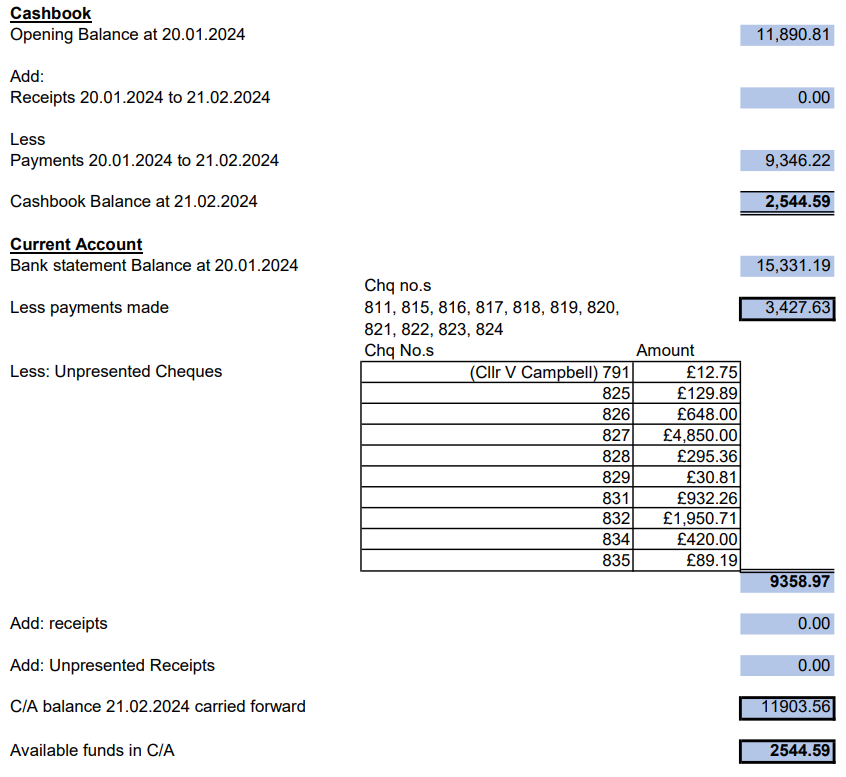 Cashbook
Opening Balance at 20.01.2024 11,890.81
Add:
Receipts 20.01.2024 to 21.02.2024 0.00
Less
Payments 20.01.2024 to 21.02.2024 9,346.22
Cashbook Balance at 21.02.2024 2,544.59
Current Account
Bank statement Balance at 20.01.2024 15,331.19
Chq no.s
Less payments made 811, 815, 816, 817, 818, 819, 820, 3,427.63
821, 822, 823, 824
Chq No.s Amount
Less: Unpresented Cheques (Cllr V Campbell) 791 £12.75
825 £129.89
826 £648.00
827 £4,850.00
828 £295.36
829 £30.81
831 £932.26
832 £1,950.71
834 £420.00
835 £89.19
9358.97
Add: receipts 0.00
Add: Unpresented Receipts 0.00
C/A balance 21.02.2024 carried forward 11903.56
Available funds in C/A 2544.59